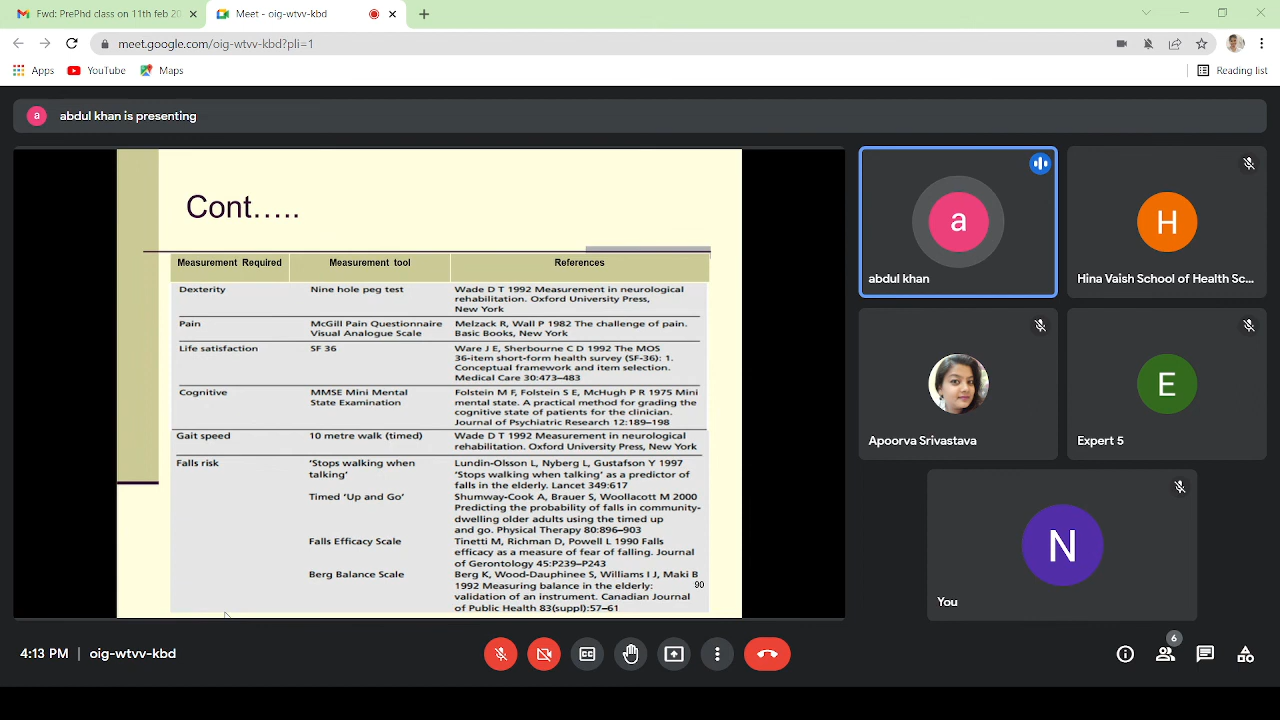 Fwd: PrePhd class on 11th feb 20
Meet - oig-wtvv-kbd
meet.google.com/oig-wtvv-kbd?pli=1
Apps
YouTube
Maps
Reading list
a
abdul khan is presenting
Cont…..
Measurement Required
Measurement tool
References
Dexterity
Nine hole peg test
Wade D T 1992 Measurement in neurological
rehabilitation. Oxford University Press,
New York
Pain
McGill Pain Questionnaire
Visual Analogue Scale
Melzack R, Wall P 1982 The challenge of pain.
Basic Books, New York
Life satisfaction
SF 36
Ware J E, Sherbourne C D 1992 The MOS
36-item short-form health survey (SF-36): 1.
Conceptual framework and item selection.
Medical Care 30:473–483
Cognitive
MMSE Mini Mental
State Examination
Folstein M F, Folstein S E, McHugh P R 1975 Mini
mental state. A practical method for grading the
cognitive state of patients for the clinician.
Journal of Psychiatric Research 12:189–198
Gait speed
10 metre walk (timed)
Wade D T 1992 Measurement in neurological
rehabilitation. Oxford University Press, New York
Falls risk
‘Stops walking when
talking’
Lundin-Olsson L, Nyberg L, Gustafson Y 1997
‘Stops walking when talking’ as a predictor of
falls in the elderly. Lancet 349:617
Timed ‘Up and Go’
Shumway-Cook A, Brauer S, Woollacott M 2000
Predicting the probability of falls in community-
dwelling older adults using the timed up
and go. Physical Therapy 80:896–903
Falls Efficacy Scale
Tinetti M, Richman D, Powell L 1990 Falls
efficacy as a measure of fear of falling. Journal
of Gerontology 45:P239–P243
Berg Balance Scale
Berg K, Wood-Dauphinee S, Williams I J, Maki B
1992 Measuring balance in the elderly:
validation of an instrument. Canadian Journal
of Public Health 83(suppl):57–61
90
a
abdul khan
H
Hina Vaish School of Health Sc...
Apoorva Srivastava
E
Expert 5
N
You
4:13 PM | oig-wtvv-kbd
CC
6